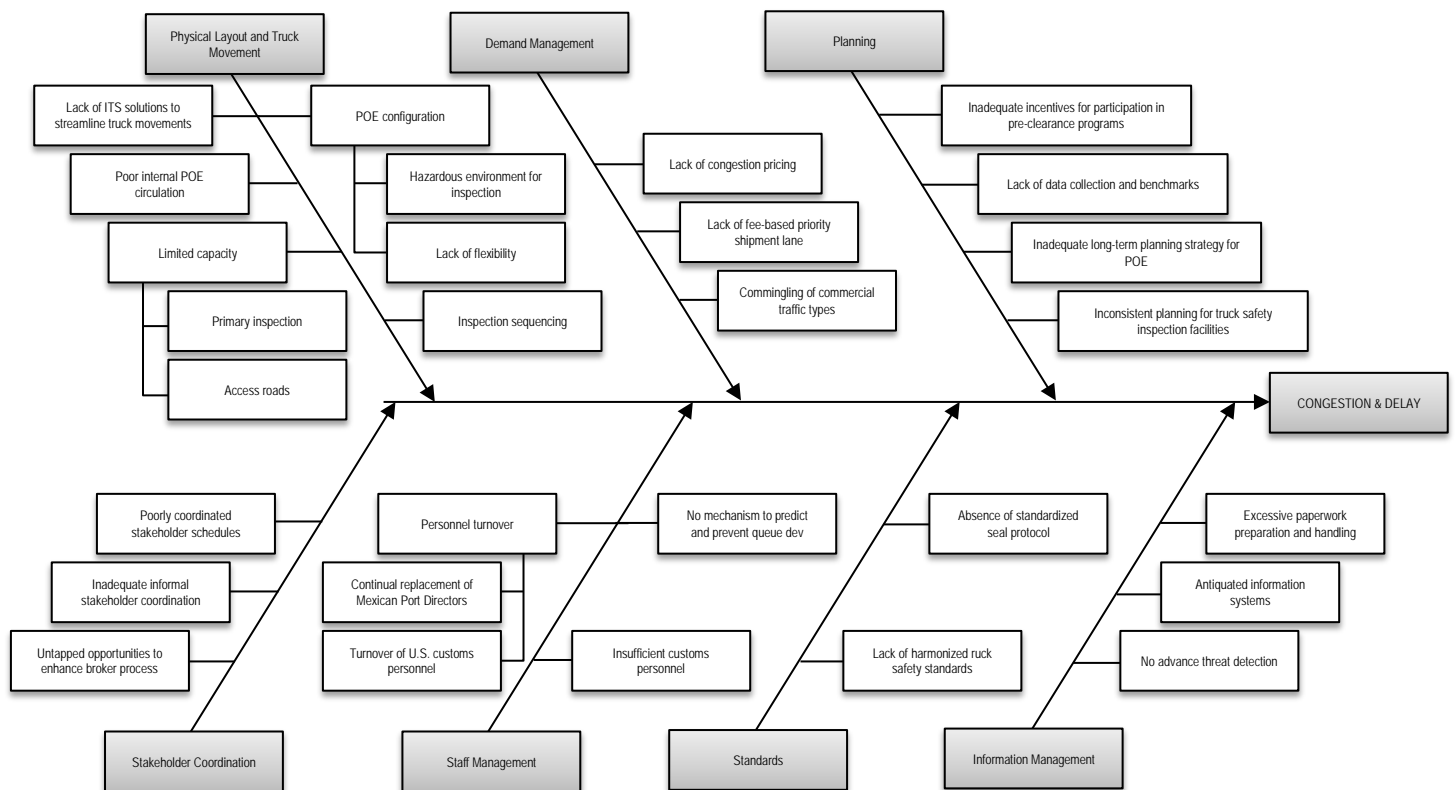 Physical Layout and Truck
Movement
Demand Management
Planning
Lack of ITS solutions to
streamline truck movements
POE configuration
Poor internal POE
circulation
Hazardous environment for
inspection
Limited capacity
Lack of flexibility
Primary inspection
Inspection sequencing
Access roads
Lack of congestion pricing
Lack of fee-based priority
shipment lane
Commingling of commercial
traffic types
Inadequate incentives for participation in
pre-clearance programs
Lack of data collection and benchmarks
Inadequate long-term planning strategy for
POE
Inconsistent planning for truck safety
inspection facilities
CONGESTION & DELAY
Poorly coordinated
stakeholder schedules
Inadequate informal
stakeholder coordination
Untapped opportunities to
enhance broker process
Personnel turnover
No mechanism to predict
and prevent queue dev
Continual replacement of
Mexican Port Directors
Turnover of U.S. customs
personnel
Insufficient customs
personnel
Absence of standardized
seal protocol
Lack of harmonized ruck
safety standards
Excessive paperwork
preparation and handling
Antiquated information
systems
No advance threat detection
Stakeholder Coordination
Staff Management
Standards
Information Management